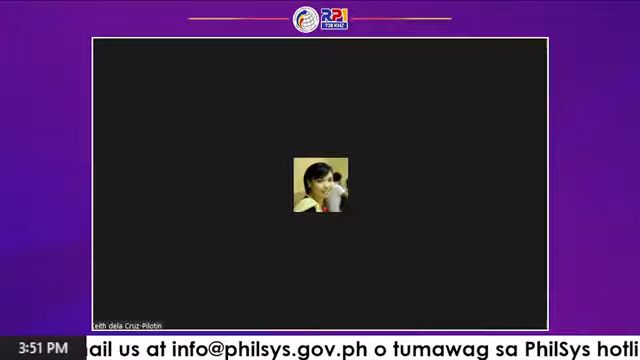 RP1
738 KHZ
eith dela Cruz-Pilotin
3:51 PM
ail us at info@philsys.gov.ph o tumawag sa PhilSys hotli